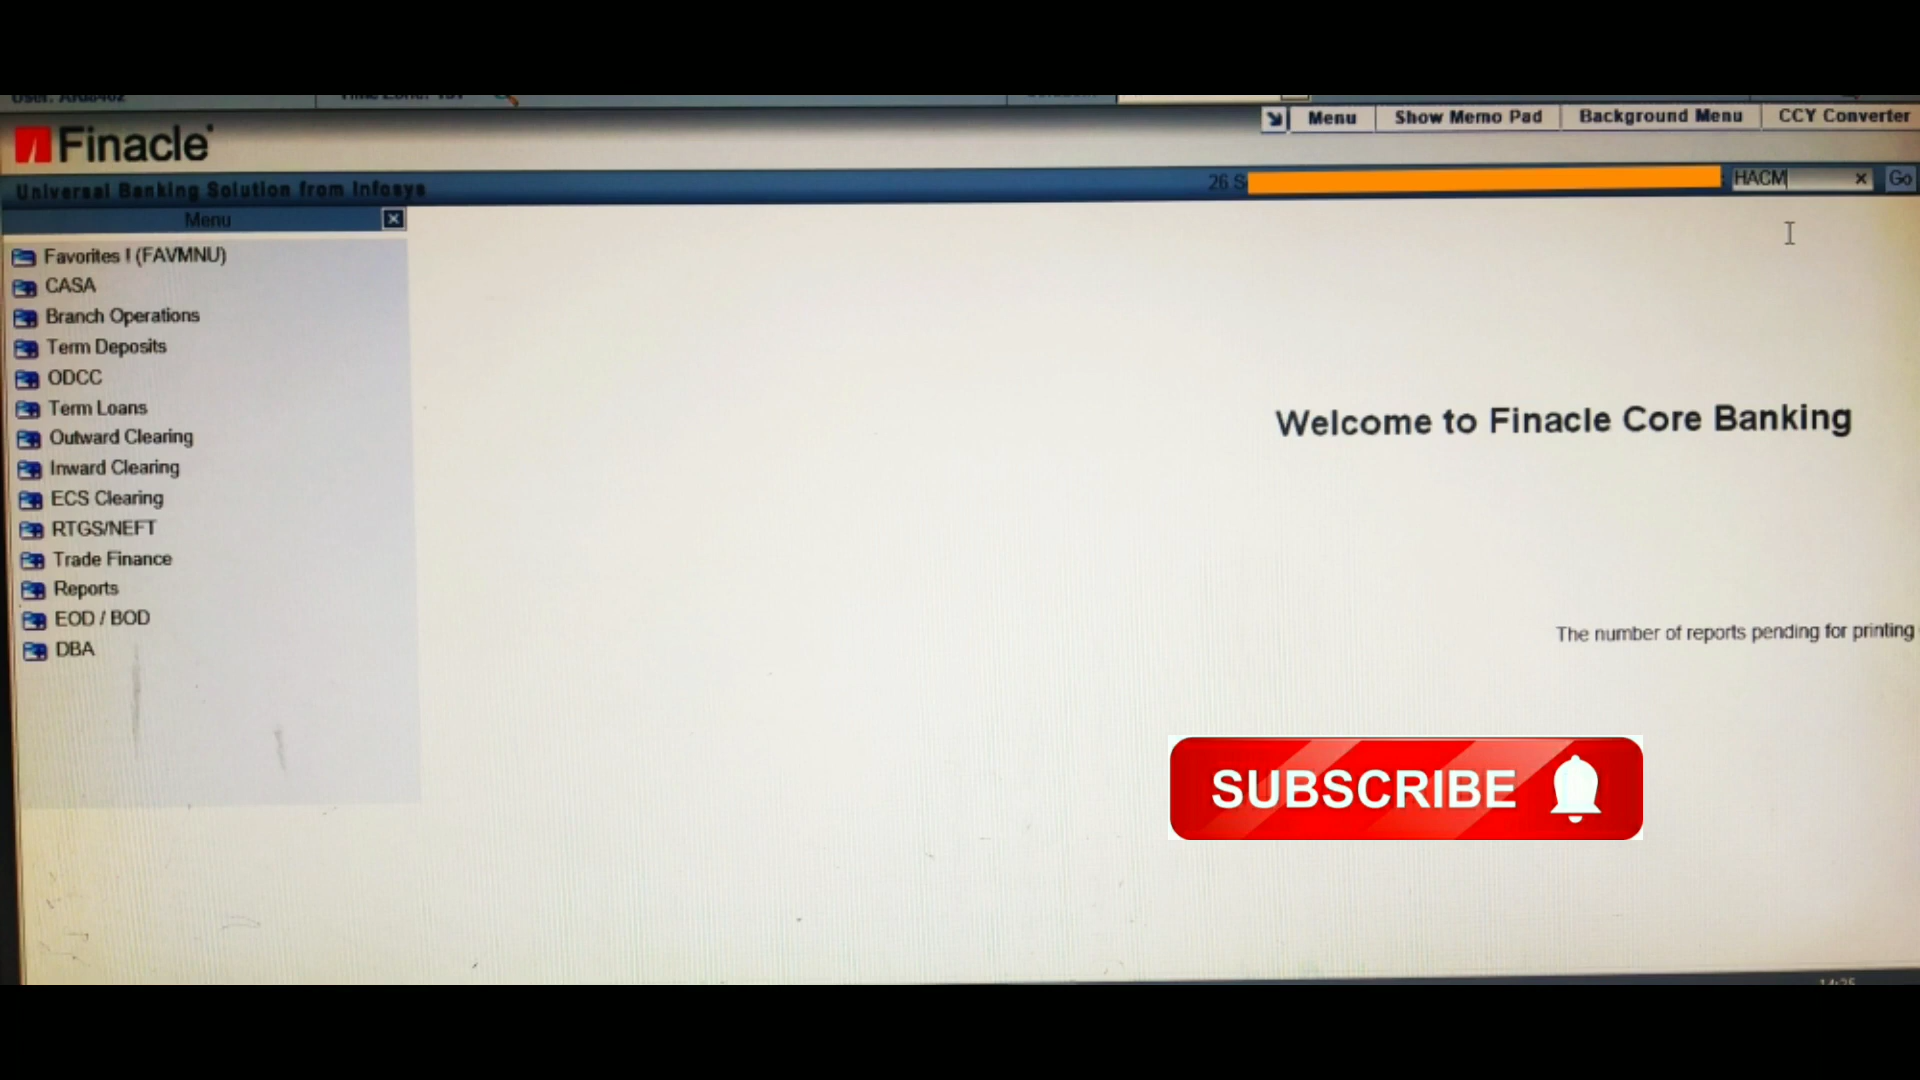 Menu
Show Memo Pad
Background Menu
CCY Converter
Finacle
Universal Banking Solution from Infosys
26 S
HACM
Go
Menu
Favorites ! (FAVMNU)
CASA
Branch Operations
Term Deposits
ODCC
Term Loans
Outward Clearing
Inward Clearing
ECS Clearing
RTGS/NEFT
Trade Finance
Reports
EOD / BOD
DBA
Welcome to Finacle Core Banking
The number of reports pending for printing
SUBSCRIBE